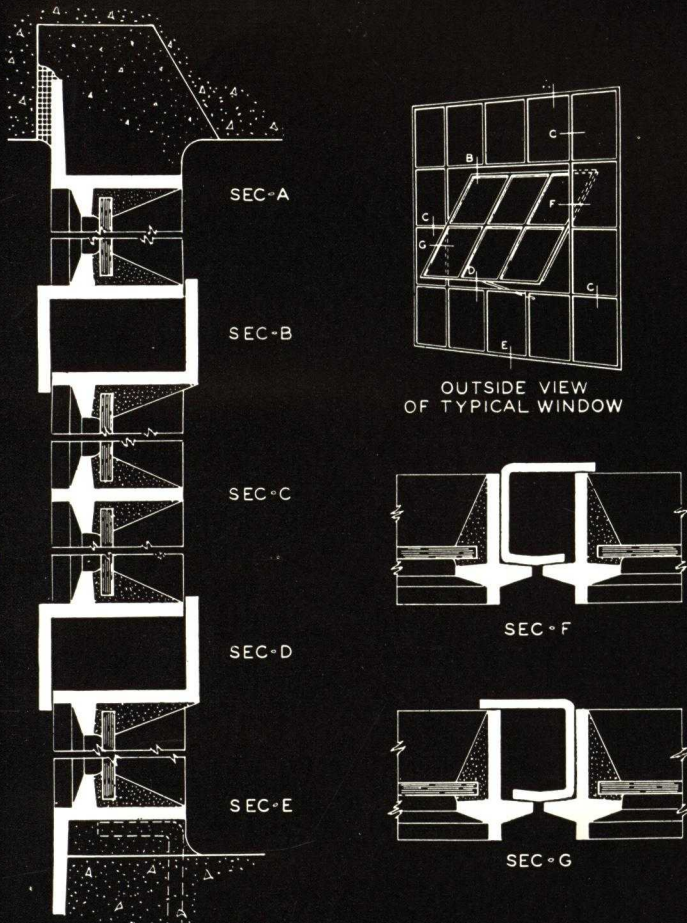 SEC-A
SEC-B
SEC-C
SEC-D
SEC-E
C
B
F
C
G
D
C
E
OUTSIDE VIEW
OF TYPICAL WINDOW
SEC-F
SEC-G